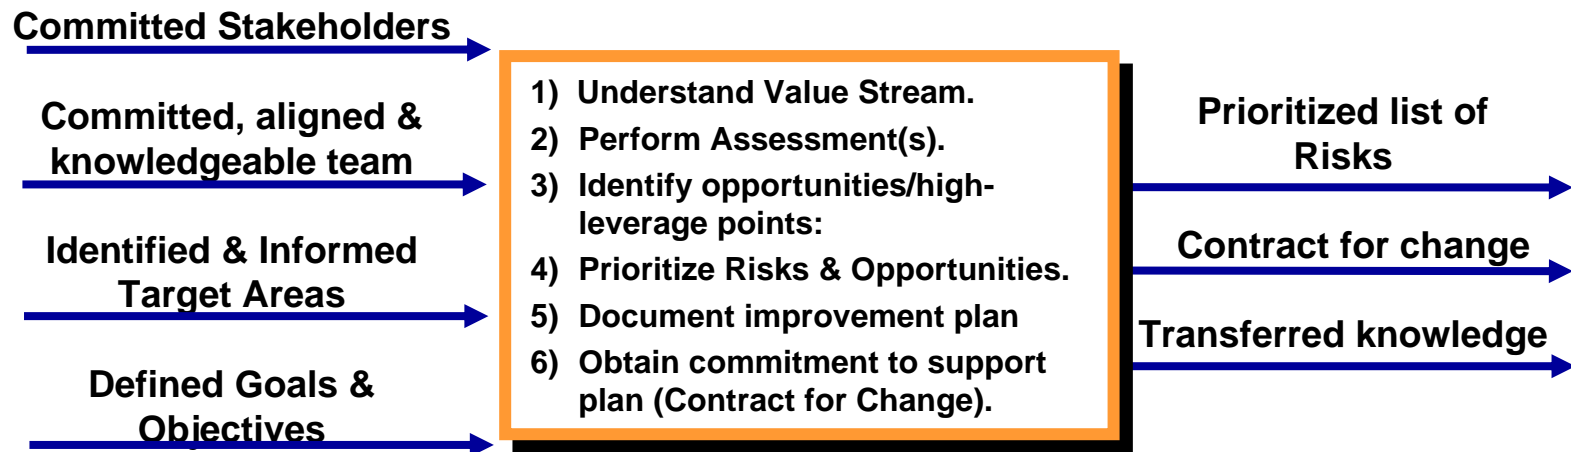 Committed Stakeholders
Committed, aligned &
knowledgeable team
Identified & Informed
Target Areas
Defined Goals &
Objectives
1) Understand Value Stream.
2) Perform Assessment(s).
3) Identify opportunities/high-
leverage points:
4) Prioritize Risks & Opportunities.
5) Document improvement plan
6) Obtain commitment to support
plan (Contract for Change).
Prioritized list of
Risks
Contract for change
Transferred knowledge